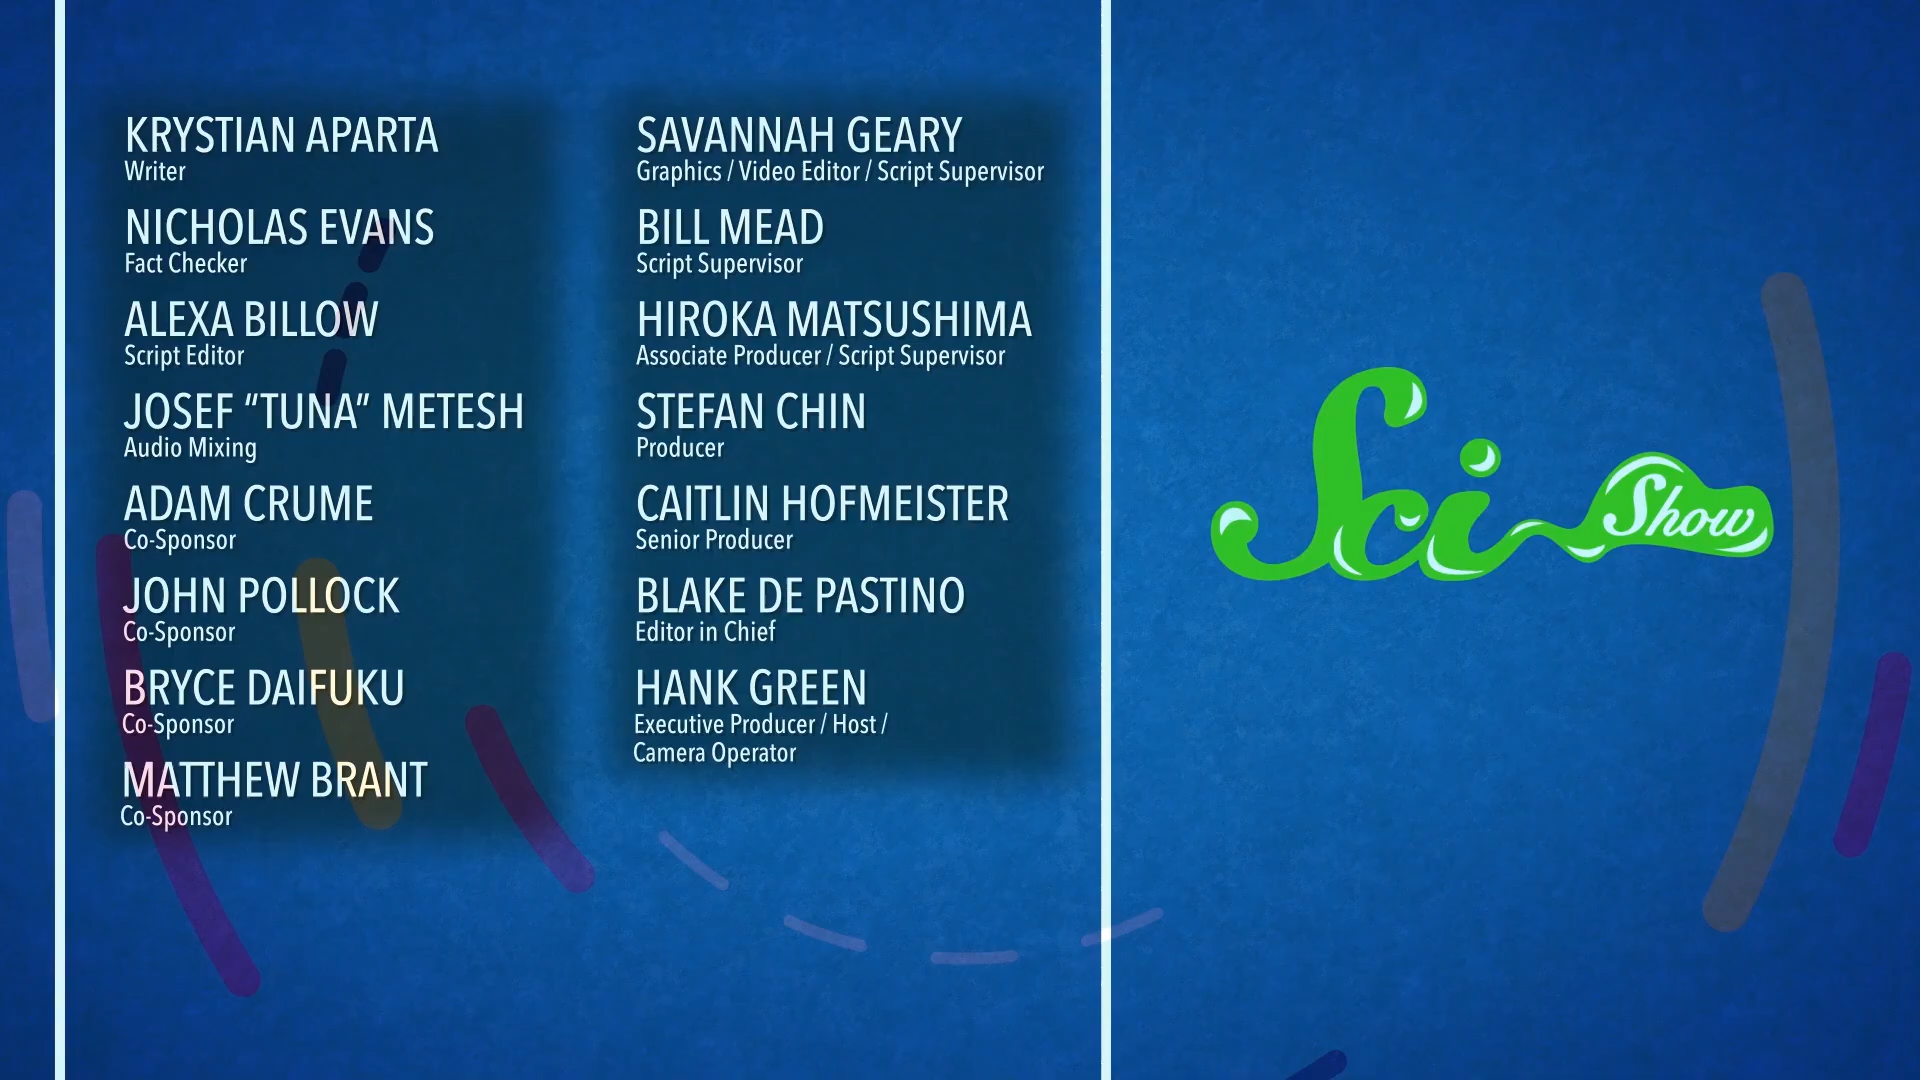 KRYSTIAN APARTA
Writer
NICHOLAS EVANS
Fact Checker
ALEXA BILLOW
Script Editor
JOSEF “TUNA” METESH
Audio Mixing
ADAM CRUME
Co-Sponsor
JOHN POLLOCK
Co-Sponsor
BRYCE DAIFUKU
Co-Sponsor
MATTHEW BRANT
Co-Sponsor
SAVANNAH GEARY
Graphics / Video Editor / Script Supervisor
BILL MEAD
Script Supervisor
HIROKA MATSUSHIMA
Associate Producer / Script Supervisor
STEFAN CHIN
Producer
CAITLIN HOFMEISTER
Senior Producer
BLAKE DE PASTINO
Editor in Chief
HANK GREEN
Executive Producer / Host /
Camera Operator
Sci Show